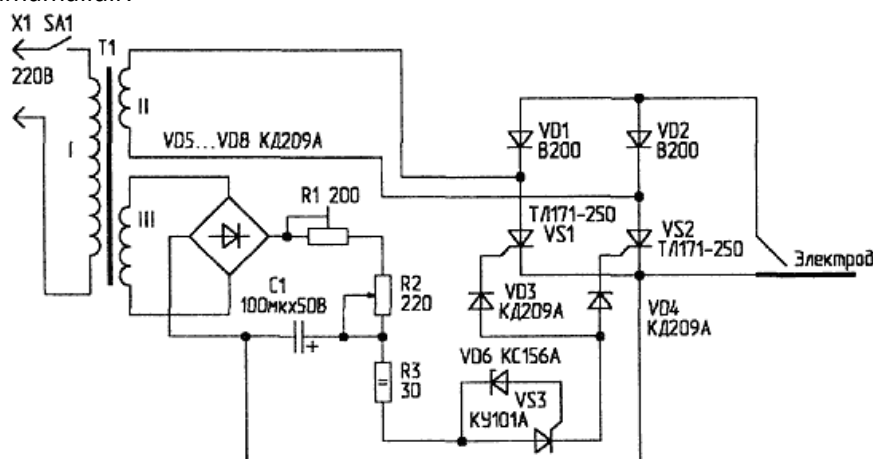 X1 SA1
T1
220В
I
II
III
VD5...VD8 КД209А
R1 200
C1
100мкх50В
R2
220
R3
30
VD1
В200
VD2
В200
ТЛ171-250
VS1
VS2
ТЛ171-250
Электрод
VD3
КД209А
VD4
КД209А
VD6 КС156А
VS3
КУ101А